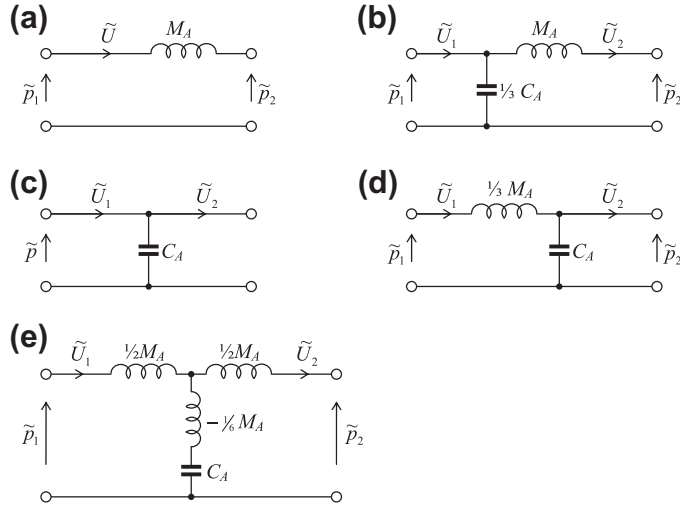 (a)
Ũ M_A
p̃₁ p̃₂
(b)
Ũ₁ M_A Ũ₂
p̃₁ ⅓ C_A p̃₂
(c)
Ũ₁ Ũ₂
p̃ C_A
(d)
Ũ₁ ⅓ M_A Ũ₂
p̃₁ C_A p̃₂
(e)
Ũ₁ ½M_A ½M_A Ũ₂
p̃₁ −⅙ M_A p̃₂
C_A